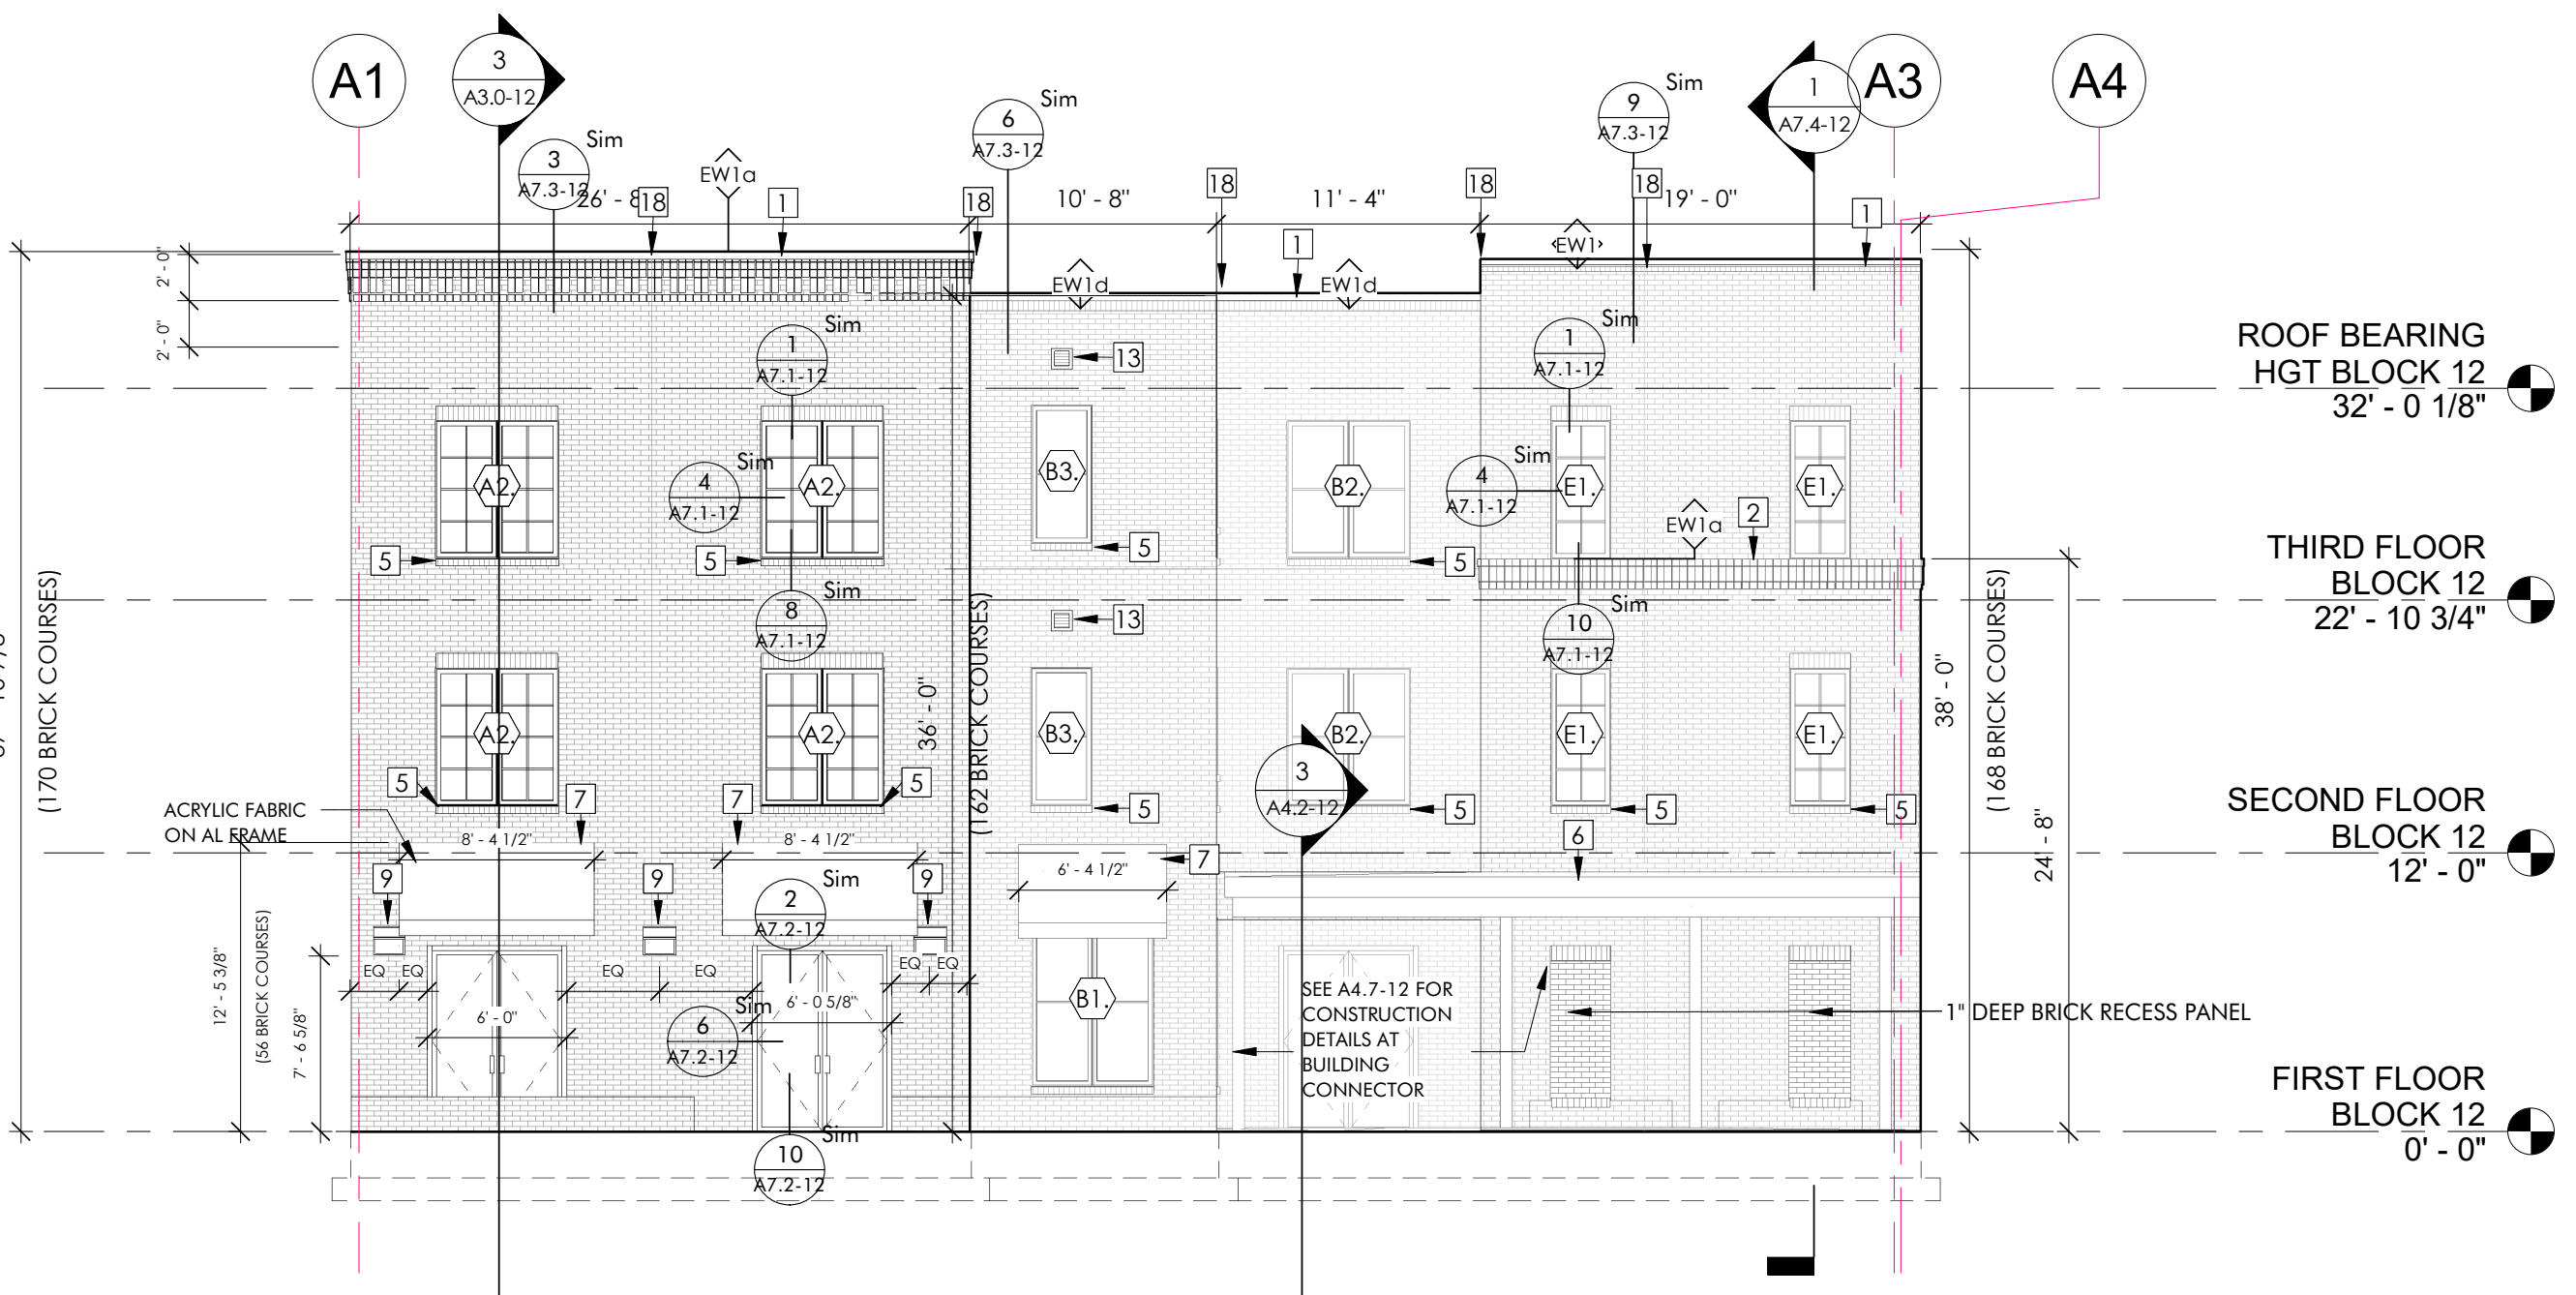 A1
3
A3.0-12
3
A7.3-12
Sim
6
A7.3-12
Sim
9
A7.3-12
Sim
1
A7.4-12
A3
A4
18
EW1a
1
18
10' - 8"
18
11' - 4"
18
18
19' - 0"
1
2' - 0"
2' - 0"
EW1d
1
EW1d
EW1
1
A7.1-12
Sim
13
1
A7.1-12
Sim
ROOF BEARING
HGT BLOCK 12
32' - 0 1/8"
A2.
4
A7.1-12
Sim
A2.
B3.
B2.
4
A7.1-12
Sim
E1.
E1.
EW1a
2
5
5
5
5
THIRD FLOOR
BLOCK 12
22' - 10 3/4"
(170 BRICK COURSES)
8
A7.1-12
Sim
(162 BRICK COURSES)
36' - 0"
13
10
A7.1-12
Sim
(168 BRICK COURSES)
38' - 0"
A2.
A2.
B3.
B2.
E1.
E1.
3
A4.2-12
5
7
7
5
5
5
5
5
ACRYLIC FABRIC
ON AL FRAME
8' - 4 1/2"
8' - 4 1/2"
6' - 4 1/2"
7
6
24' - 8"
SECOND FLOOR
BLOCK 12
12' - 0"
9
9
9
2
A7.2-12
Sim
12' - 5 3/8"
(56 BRICK COURSES)
7' - 6 5/8"
EQ
EQ
EQ
EQ
EQ
EQ
6' - 0"
6' - 0 5/8"
6
A7.2-12
Sim
B1.
SEE A4.7-12 FOR
CONSTRUCTION
DETAILS AT
BUILDING
CONNECTOR
1" DEEP BRICK RECESS PANEL
FIRST FLOOR
BLOCK 12
0' - 0"
10
A7.2-12
Sim